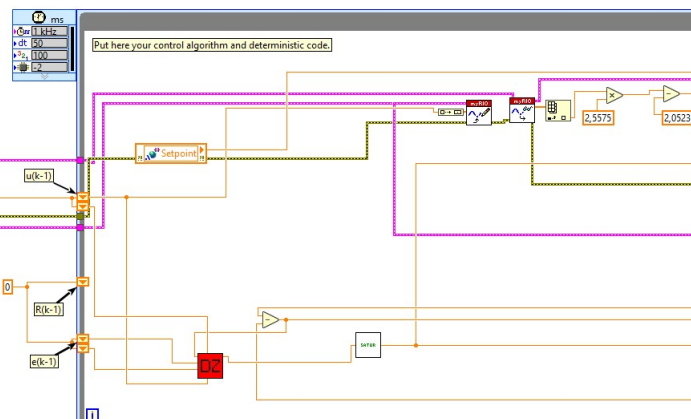 ms
1 kHz
dt 50
100
-2
Put here your control algorithm and deterministic code.
myRIO
myRIO
2,5575
2,0523
Setpoint
u(k-1)
0
R(k-1)
e(k-1)
DZ
SATUR
i